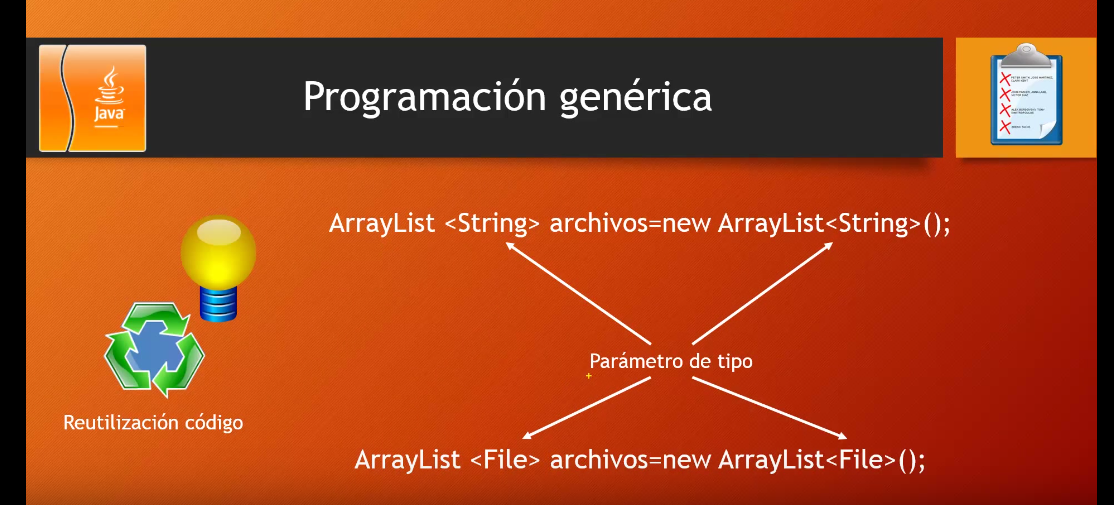 Java
Programación genérica
ArrayList <String> archivos=new ArrayList<String>();
Parámetro de tipo
Reutilización código
ArrayList <File> archivos=new ArrayList<File>();